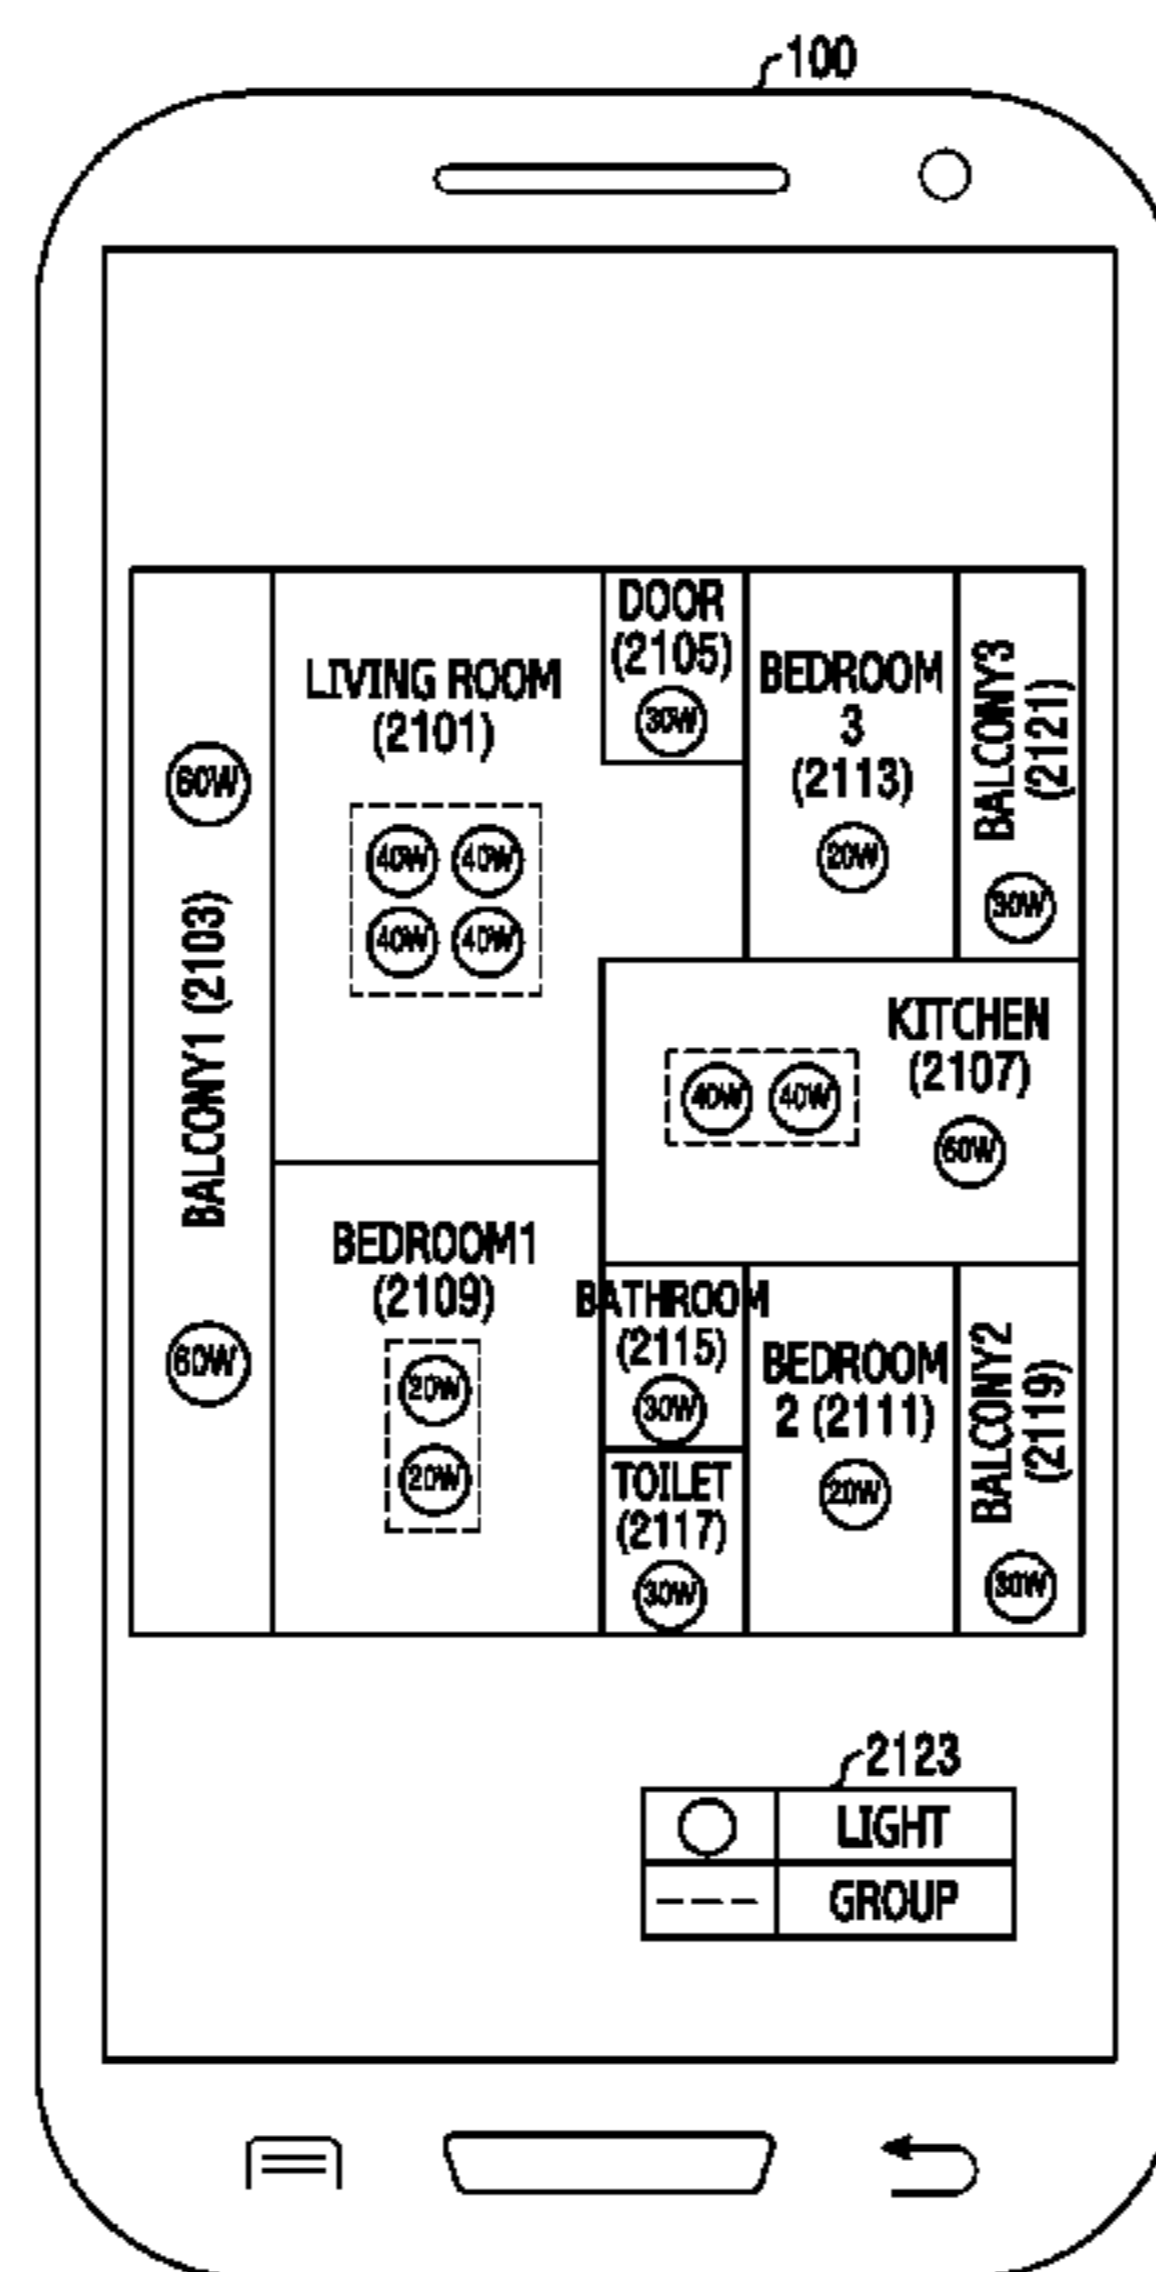 100
DOOR
(2105)
30W
LIVING ROOM
(2101)
BEDROOM
3
(2113)
20W
BALCONY3
(2121)
30W
60W
40W 40W
40W 40W
BALCONY1 (2103)
KITCHEN
(2107)
40W 40W
60W
BEDROOM1
(2109)
20W
20W
BATHROOM
(2115)
30W
BEDROOM
2 (2111)
20W
BALCONY2
(2119)
30W
60W
TOILET
(2117)
30W
2123
LIGHT
GROUP